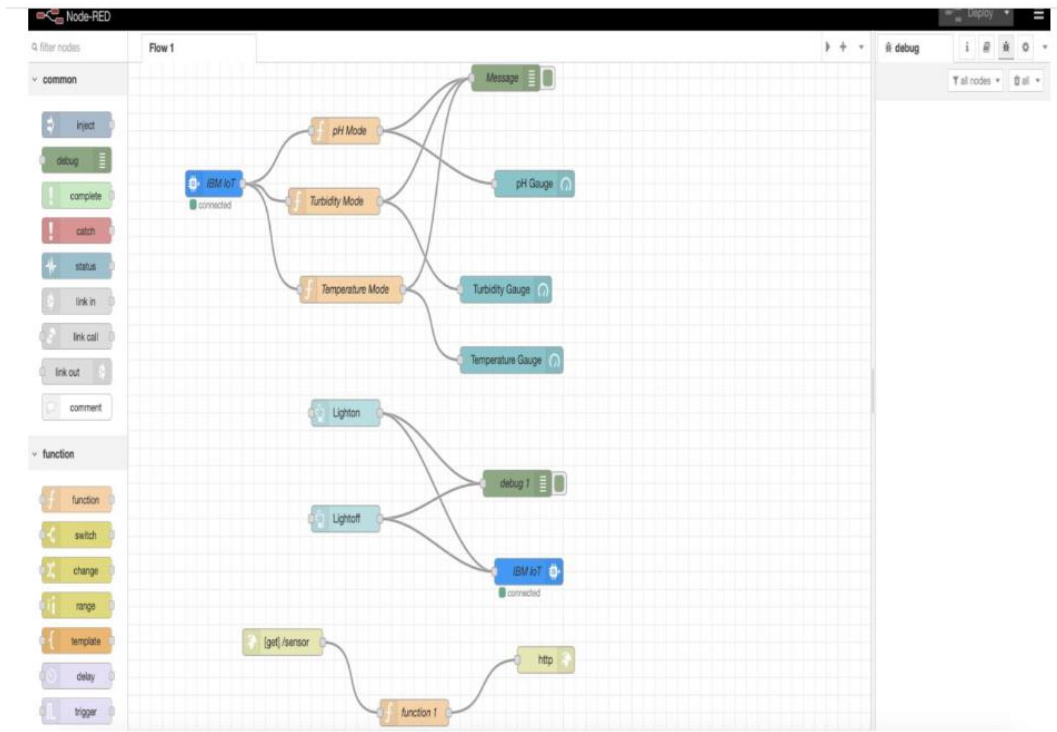 Node-RED
Deploy
filter nodes
Flow 1
debug
i
all nodes
all
common
inject
debug
complete
catch
status
link in
link call
link out
comment
function
function
switch
change
range
template
delay
trigger
Message
pH Mode
IBM IoT
connected
pH Gauge
Turbidity Mode
Temperature Mode
Turbidity Gauge
Temperature Gauge
Lighton
debug 1
Lightoff
IBM IoT
connected
[get] /sensor
http
function 1